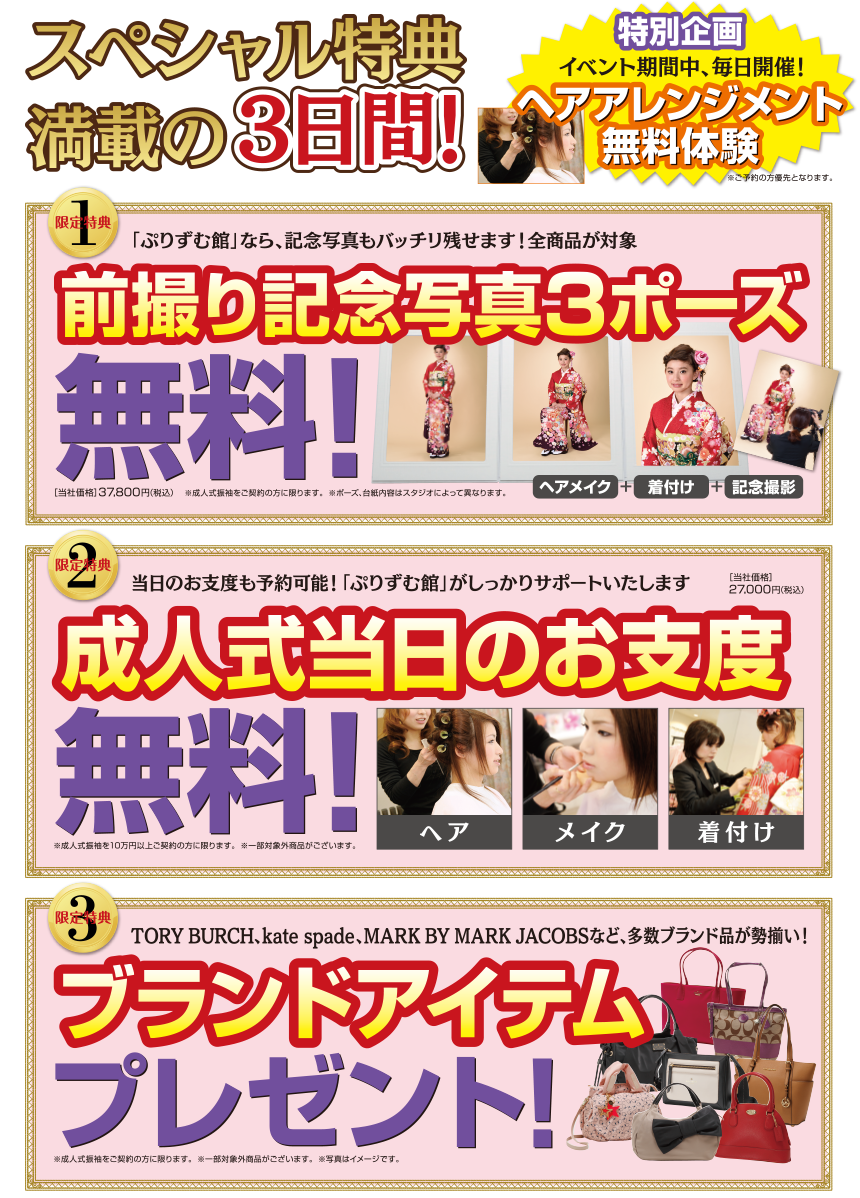 スペシャル特典
満載の3日間!
特別企画
イベント期間中、毎日開催!
ヘアアレンジメント
無料体験
※ご予約の方優先となります。
限定特典
1
「ぷりずむ館」なら、記念写真もバッチリ残せます!全商品が対象
前撮り記念写真3ポーズ
無料!
[当社価格]37,800円(税込) ※成人式振袖をご契約の方に限ります。 ※ポーズ、台紙内容はスタジオによって異なります。
ヘアメイク+着付け+記念撮影
限定特典
2
当日のお支度も予約可能!「ぷりずむ館」がしっかりサポートいたします
[当社価格]
27,000円(税込)
成人式当日のお支度
無料!
ヘア
メイク
着付け
※成人式振袖を10万円以上ご契約の方に限ります。 ※一部対象外商品がございます。
限定特典
3
TORY BURCH、kate spade、MARK BY MARK JACOBSなど、多数ブランド品が勢揃い!
ブランドアイテム
プレゼント!
※成人式振袖をご契約の方に限ります。 ※一部対象外商品がございます。 ※写真はイメージです。